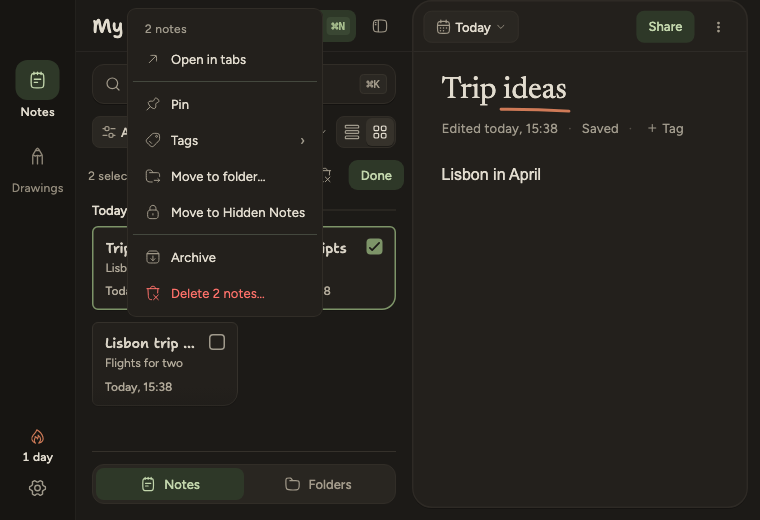 My
⌘N
2 notes
Open in tabs
Pin
Tags
Move to folder...
Move to Hidden Notes
Archive
Delete 2 notes...
⌘K
2 selec
Done
Today
Trip
ipts
Lisb
Toda
8
Lisbon trip ...
Flights for two
Today, 15:38
Notes
Drawings
1 day
Notes
Folders
Today
Share
Trip ideas
Edited today, 15:38 · Saved · + Tag
Lisbon in April